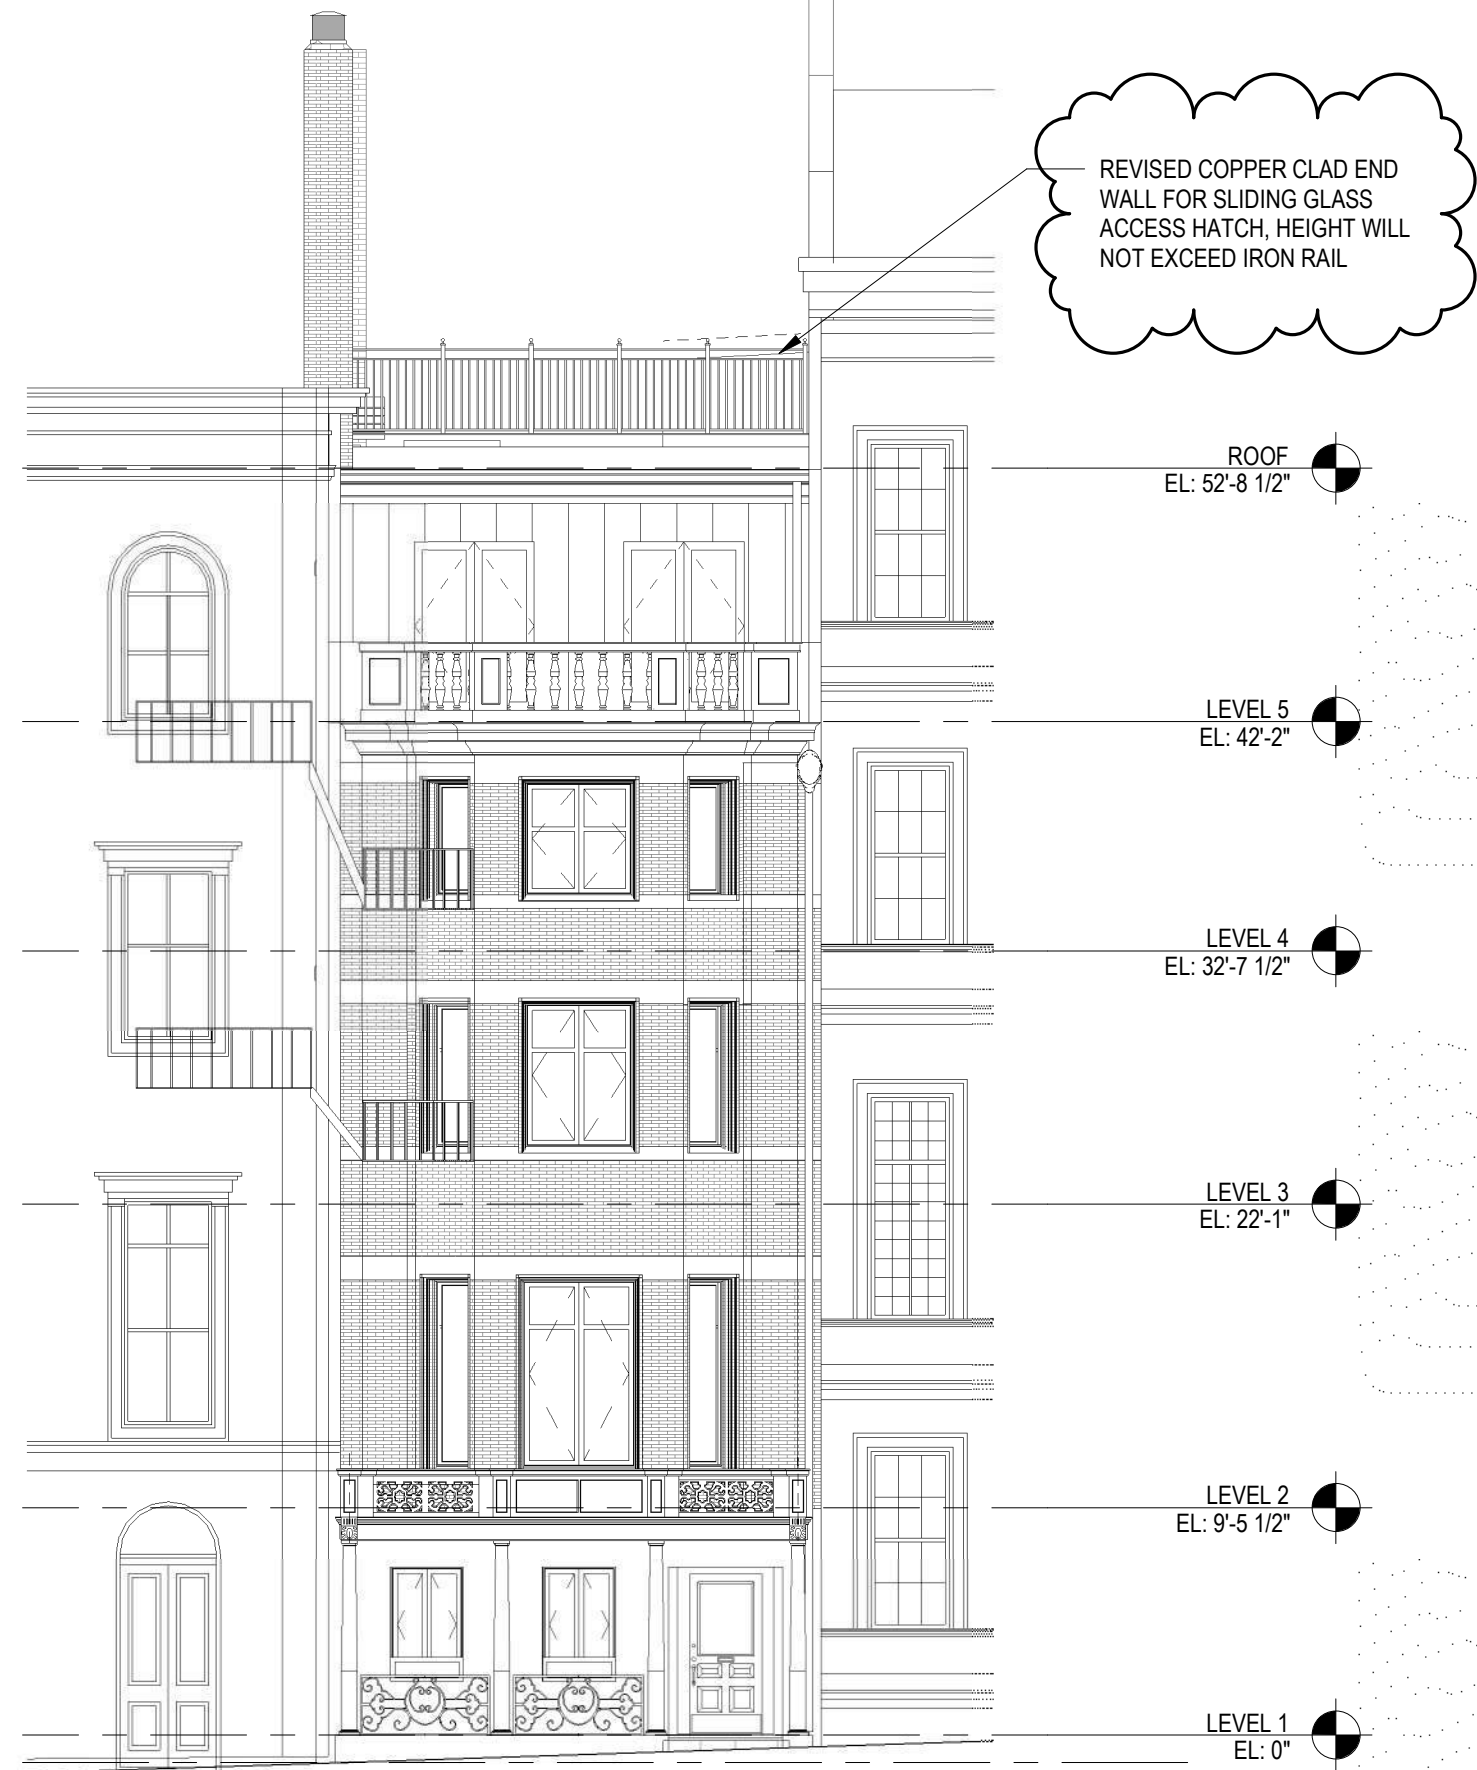 REVISED COPPER CLAD END
WALL FOR SLIDING GLASS
ACCESS HATCH, HEIGHT WILL
NOT EXCEED IRON RAIL
ROOF
EL: 52'-8 1/2"
LEVEL 5
EL: 42'-2"
LEVEL 4
EL: 32'-7 1/2"
LEVEL 3
EL: 22'-1"
LEVEL 2
EL: 9'-5 1/2"
LEVEL 1
EL: 0"